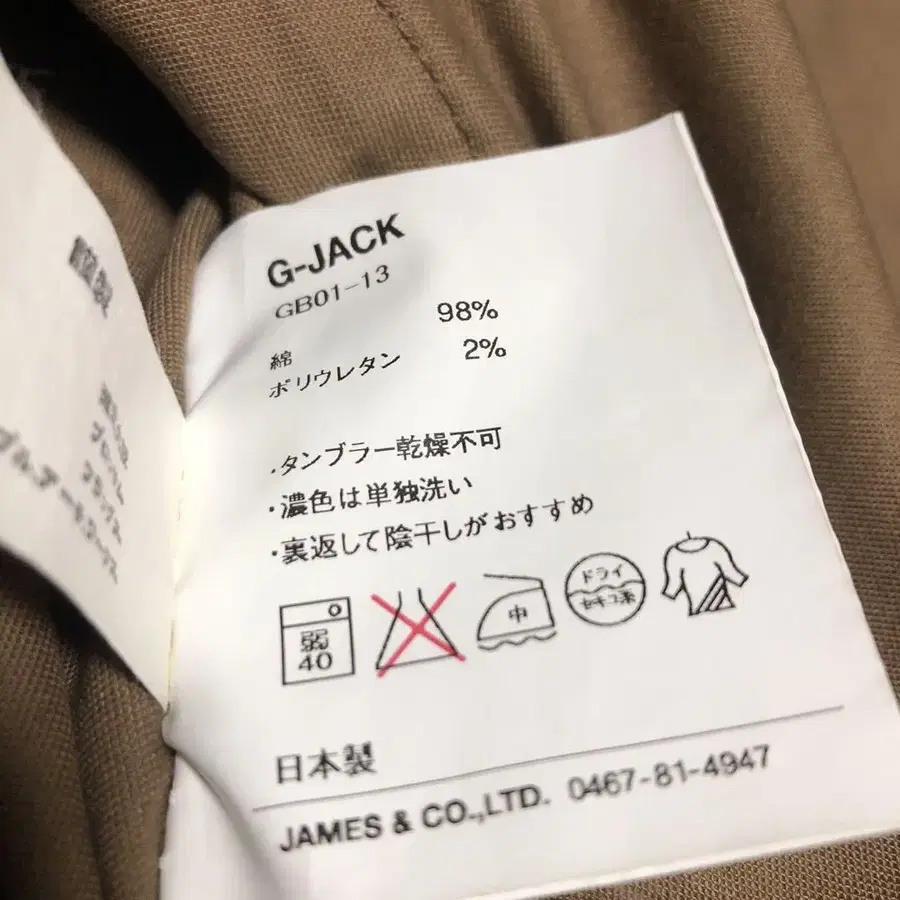 G-JACK
GB01-13
綿 98%
ポリウレタン 2%
・タンブラー乾燥不可
・濃色は単独洗い
・裏返して陰干しがおすすめ
弱
40
中
ドライ
セキユ系
日本製
JAMES & CO.,LTD. 0467-81-4947